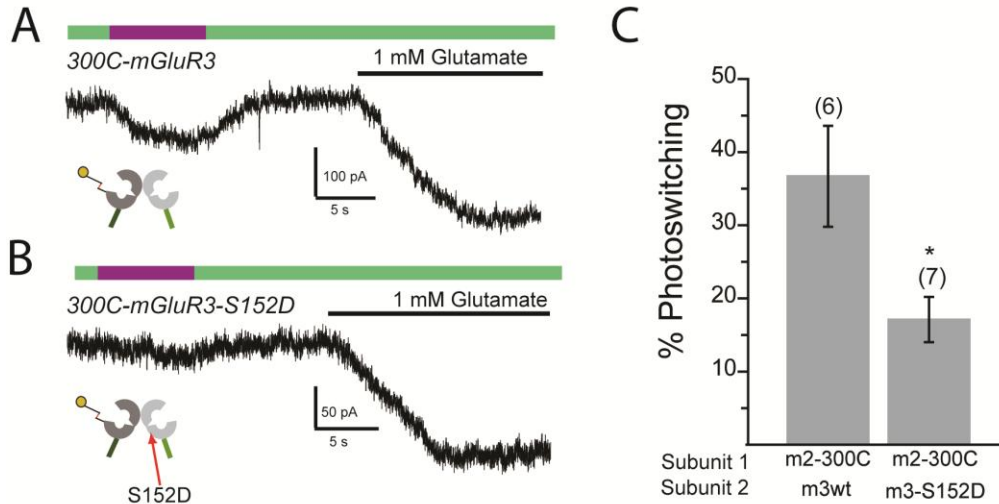 A
300C-mGluR3
1 mM Glutamate
100 pA
5 s
B
300C-mGluR3-S152D
1 mM Glutamate
50 pA
5 s
S152D
C
% Photoswitching
50
40
30
20
10
(6)
*
(7)
Subunit 1 m2-300C m2-300C
Subunit 2 m3wt m3-S152D